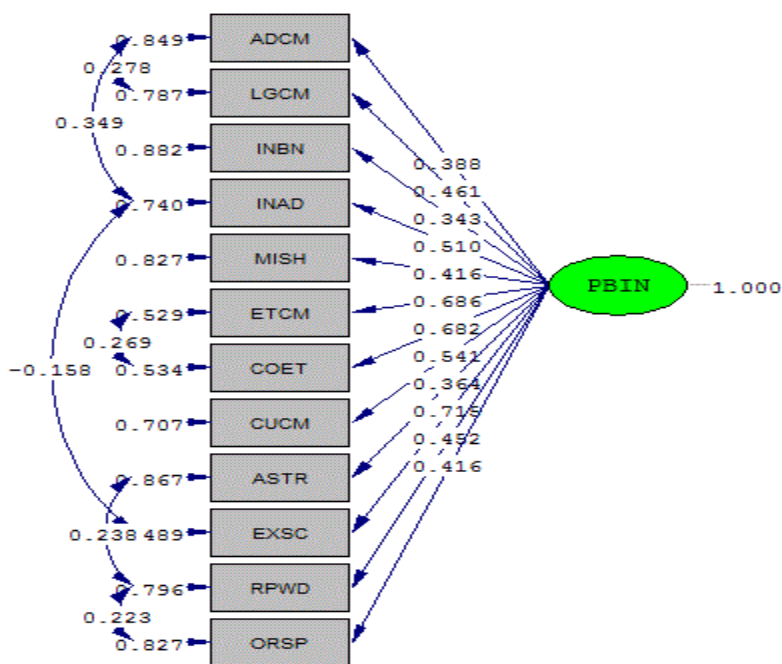 0.849 ADCM
0.278
0.787 LGCM
0.349
0.882 INBN
0.388
0.461
0.740 INAD
0.343
0.510
0.827 MISH
0.416
PBIN 1.000
0.686
0.529 ETCM
0.682
0.269
0.541
-0.158 0.534 COET
0.364
0.715
0.707 CUCM
0.452
0.416
0.867 ASTR
0.238 489 EXSC
0.796 RPWD
0.223
0.827 ORSP